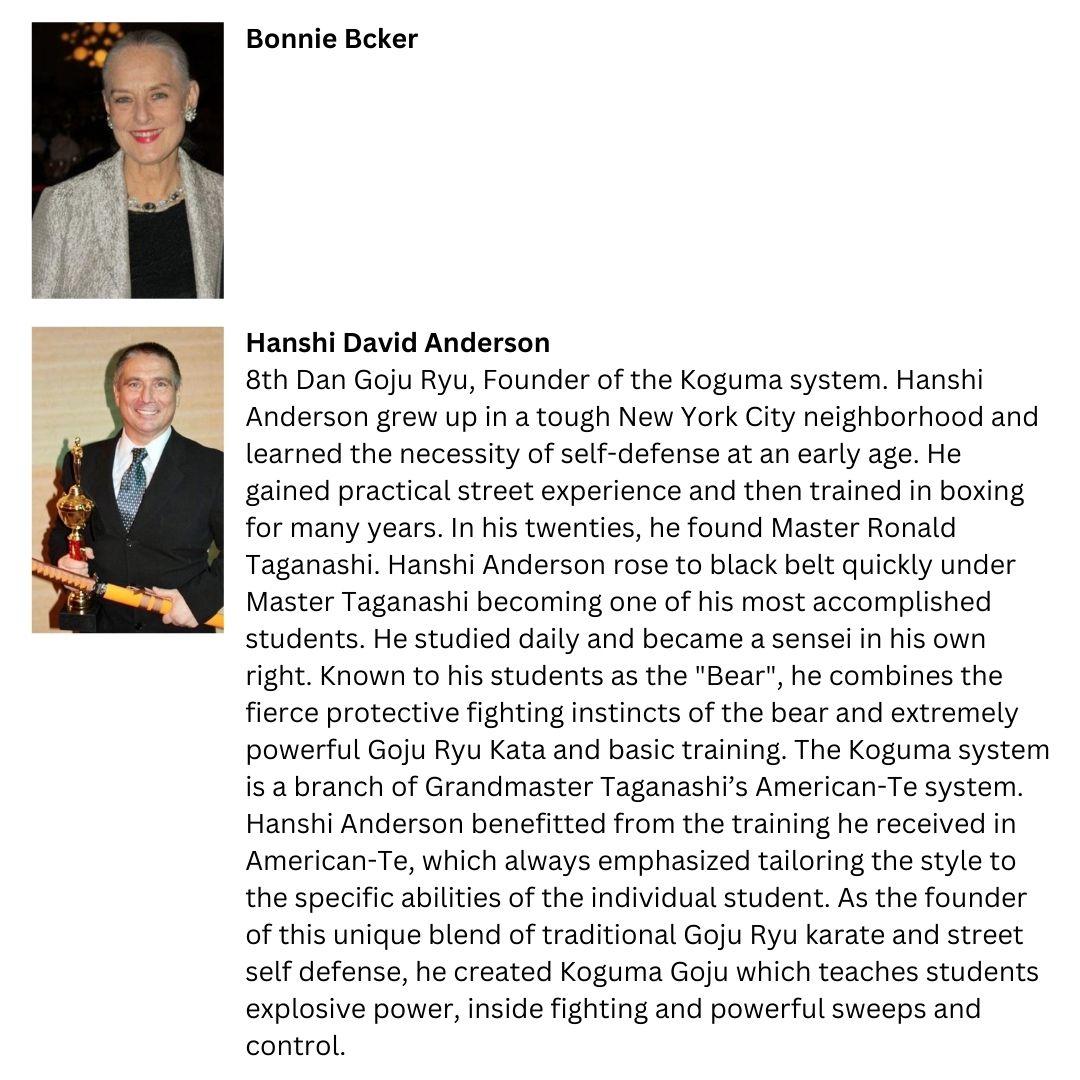 Bonnie Bcker
Hanshi David Anderson
8th Dan Goju Ryu, Founder of the Koguma system. Hanshi
Anderson grew up in a tough New York City neighborhood and
learned the necessity of self-defense at an early age. He
gained practical street experience and then trained in boxing
for many years. In his twenties, he found Master Ronald
Taganashi. Hanshi Anderson rose to black belt quickly under
Master Taganashi becoming one of his most accomplished
students. He studied daily and became a sensei in his own
right. Known to his students as the "Bear", he combines the
fierce protective fighting instincts of the bear and extremely
powerful Goju Ryu Kata and basic training. The Koguma system
is a branch of Grandmaster Taganashi’s American-Te system.
Hanshi Anderson benefitted from the training he received in
American-Te, which always emphasized tailoring the style to
the specific abilities of the individual student. As the founder
of this unique blend of traditional Goju Ryu karate and street
self defense, he created Koguma Goju which teaches students
explosive power, inside fighting and powerful sweeps and
control.